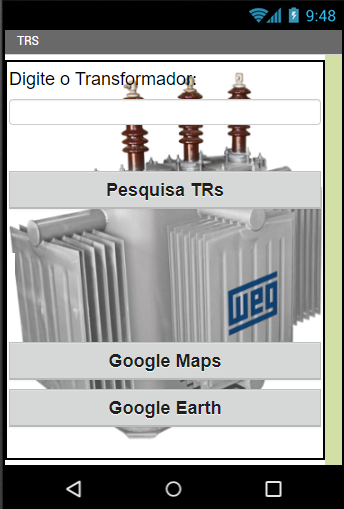 9:48
TRS
Digite o Transformador:
Pesquisa TRs
weg
Google Maps
Google Earth